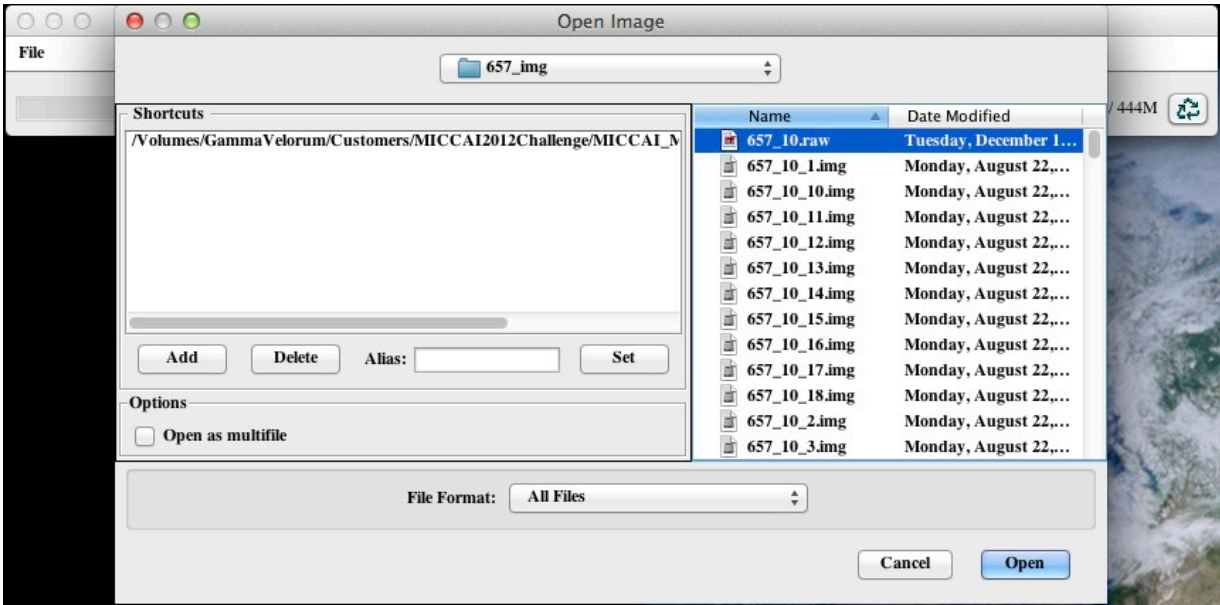 Open Image
File
657_img
/ 444M
Shortcuts
/Volumes/GammaVelorum/Customers/MICCAI2012Challenge/MICCAI_M
Add Delete Alias: Set
Options
Open as multifile
Name Date Modified
657_10.raw Tuesday, December 1...
657_10_1.img Monday, August 22,...
657_10_10.img Monday, August 22,...
657_10_11.img Monday, August 22,...
657_10_12.img Monday, August 22,...
657_10_13.img Monday, August 22,...
657_10_14.img Monday, August 22,...
657_10_15.img Monday, August 22,...
657_10_16.img Monday, August 22,...
657_10_17.img Monday, August 22,...
657_10_18.img Monday, August 22,...
657_10_2.img Monday, August 22,...
657_10_3.img Monday, August 22,...
File Format: All Files
Cancel Open